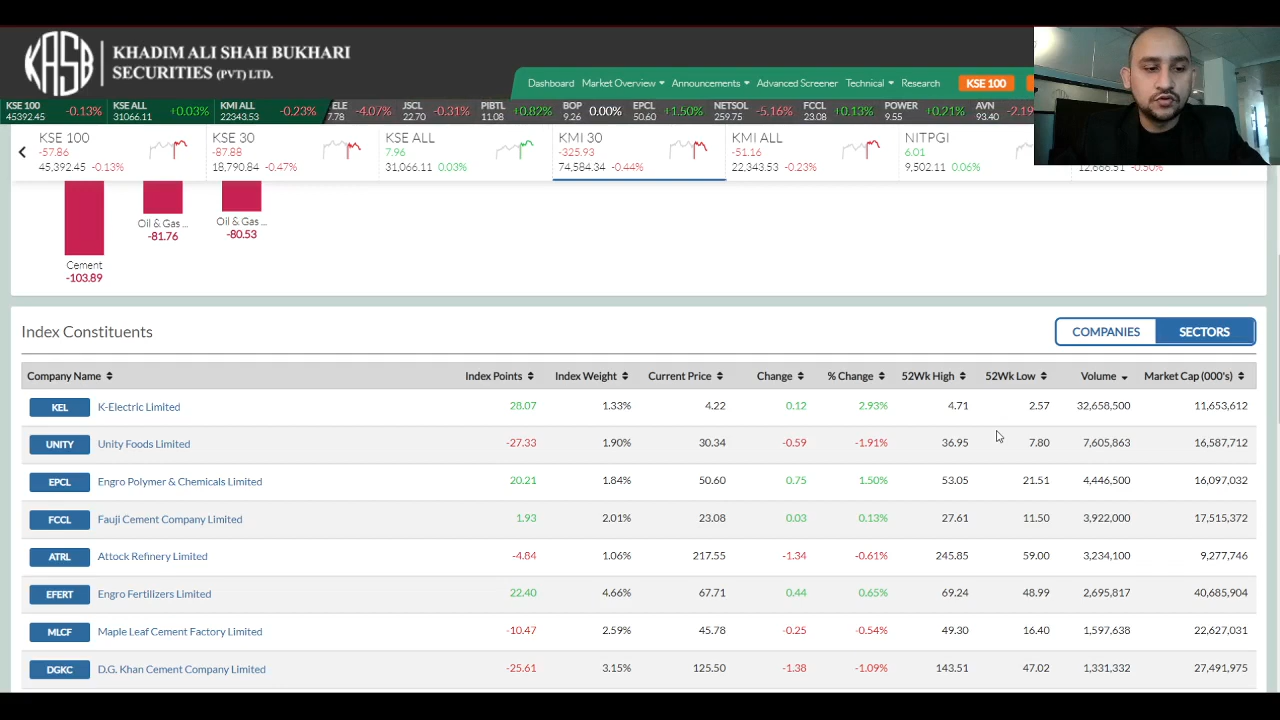 KASB
KHADIM ALI SHAH BUKHARI
SECURITIES (PVT) LTD.
Dashboard Market Overview Announcements Advanced Screener Technical Research KSE 100
KSE 100 45392.45 -0.13% KSE ALL 31066.11 +0.03% KMI ALL 22343.53 -0.23% ELE 7.78 -4.07% JSCL 22.70 -0.31% PIBTL 11.08 +0.82% BOP 9.26 0.00% EPCL 50.60 +1.50% NETSOL 259.75 -5.16% FCCL 23.08 +0.13% POWER 9.55 +0.21% AVN 93.40 -2.19
KSE 100 KSE 30 KSE ALL KMI 30 KMI ALL NITPGI
-57.86 -87.88 7.96 -325.93 -51.16 6.01
45,392.45 -0.13% 18,790.84 -0.47% 31,066.11 0.03% 74,584.34 -0.44% 22,343.53 -0.23% 9,502.11 0.06% 12,666.51 -0.50%
Oil & Gas ... Oil & Gas ...
-81.76 -80.53
Cement
-103.89
Index Constituents COMPANIES SECTORS
Company Name Index Points Index Weight Current Price Change % Change 52Wk High 52Wk Low Volume Market Cap (000's)
KEL K-Electric Limited 28.07 1.33% 4.22 0.12 2.93% 4.71 2.57 32,658,500 11,653,612
UNITY Unity Foods Limited -27.33 1.90% 30.34 -0.59 -1.91% 36.95 7.80 7,605,863 16,587,712
EPCL Engro Polymer & Chemicals Limited 20.21 1.84% 50.60 0.75 1.50% 53.05 21.51 4,446,500 16,097,032
FCCL Fauji Cement Company Limited 1.93 2.01% 23.08 0.03 0.13% 27.61 11.50 3,922,000 17,515,372
ATRL Attock Refinery Limited -4.84 1.06% 217.55 -1.34 -0.61% 245.85 59.00 3,234,100 9,277,746
EFERT Engro Fertilizers Limited 22.40 4.66% 67.71 0.44 0.65% 69.24 48.99 2,695,817 40,685,904
MLCF Maple Leaf Cement Factory Limited -10.47 2.59% 45.78 -0.25 -0.54% 49.30 16.40 1,597,638 22,627,031
DGKC D.G. Khan Cement Company Limited -25.61 3.15% 125.50 -1.38 -1.09% 143.51 47.02 1,331,332 27,491,975